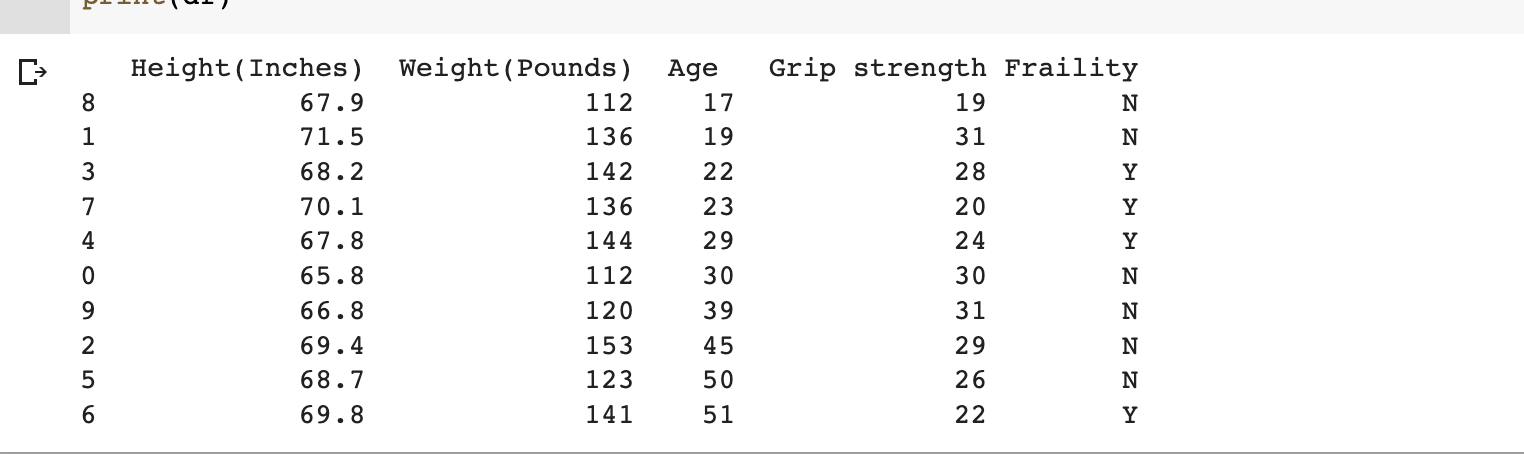 print(df)
Height(Inches) Weight(Pounds) Age Grip strength Fraility
8 67.9 112 17 19 N
1 71.5 136 19 31 N
3 68.2 142 22 28 Y
7 70.1 136 23 20 Y
4 67.8 144 29 24 Y
0 65.8 112 30 30 N
9 66.8 120 39 31 N
2 69.4 153 45 29 N
5 68.7 123 50 26 N
6 69.8 141 51 22 Y